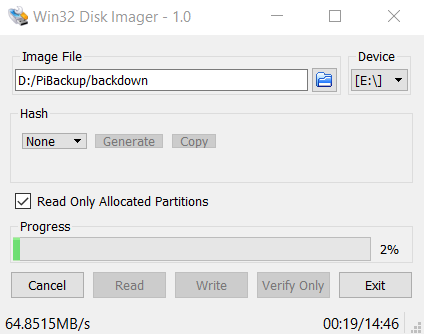 Win32 Disk Imager - 1.0
Image File
Device
D:/PiBackup/backdown
[E:\]
Hash
None
Generate
Copy
Read Only Allocated Partitions
Progress
2%
Cancel
Read
Write
Verify Only
Exit
64.8515MB/s
00:19/14:46